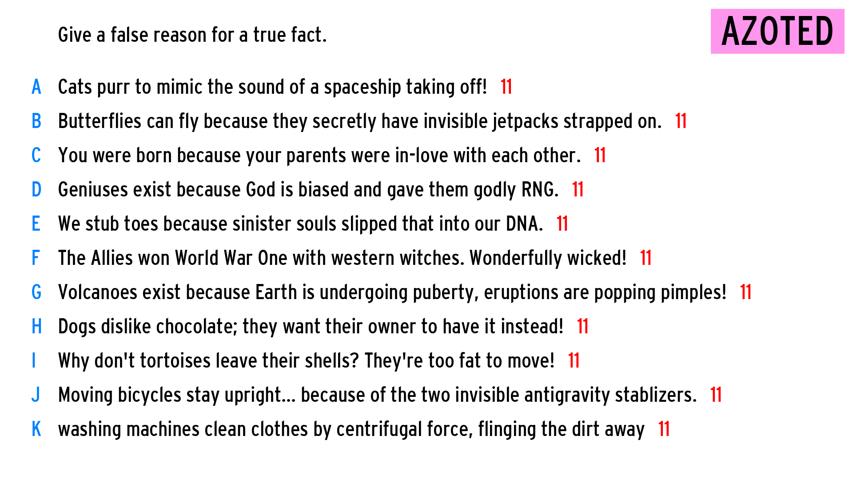 Give a false reason for a true fact.
AZOTED
A Cats purr to mimic the sound of a spaceship taking off! 11
B Butterflies can fly because they secretly have invisible jetpacks strapped on. 11
C You were born because your parents were in-love with each other. 11
D Geniuses exist because God is biased and gave them godly RNG. 11
E We stub toes because sinister souls slipped that into our DNA. 11
F The Allies won World War One with western witches. Wonderfully wicked! 11
G Volcanoes exist because Earth is undergoing puberty, eruptions are popping pimples! 11
H Dogs dislike chocolate; they want their owner to have it instead! 11
I Why don't tortoises leave their shells? They're too fat to move! 11
J Moving bicycles stay upright... because of the two invisible antigravity stablizers. 11
K washing machines clean clothes by centrifugal force, flinging the dirt away 11